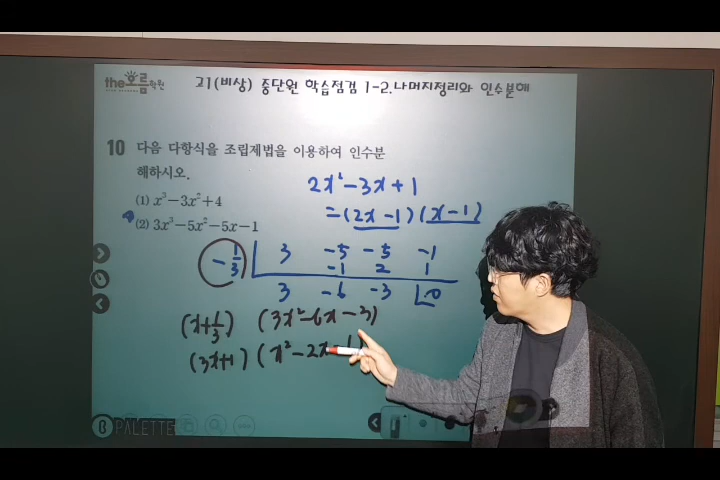 the오름학원
고1(비상) 중단원 학습점검 1-2.나머지정리와 인수분해
10 다음 다항식을 조립제법을 이용하여 인수분
해하시오.
(1) x³-3x²+4
(2) 3x³-5x²-5x-1
2x²-3x+1
=(2x-1)(x-1)
-1/3 3 -5 -5 -1
-1 2 1
3 -6 -3 0
(x+1/3) (3x²-6x-3)
(3x+1)(x²-2x-1)
PALETTE